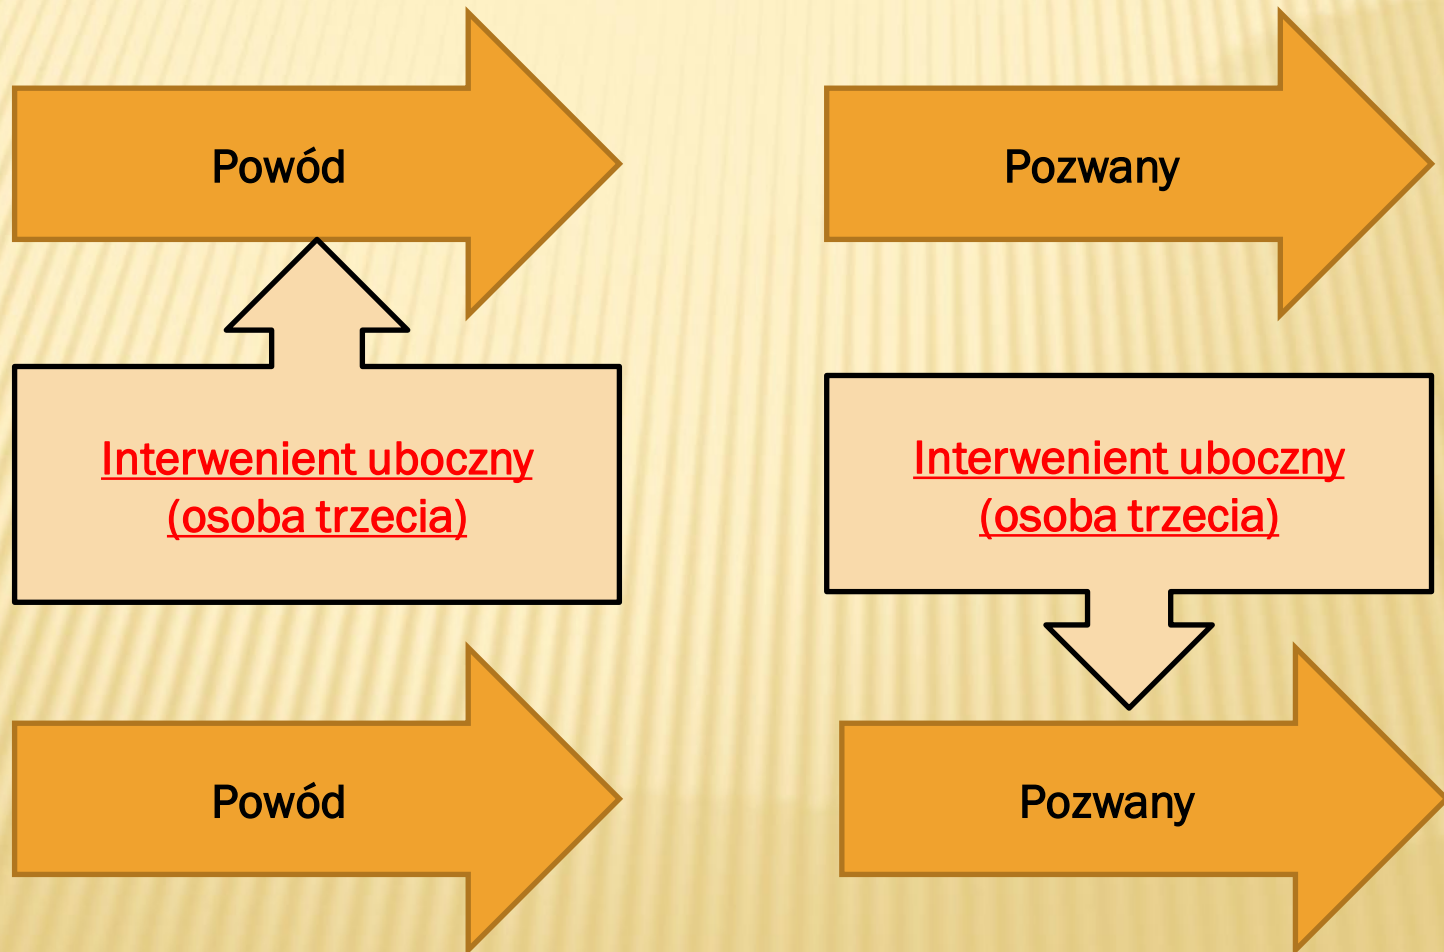 Powód
Pozwany
Interwenient uboczny
(osoba trzecia)
Interwenient uboczny
(osoba trzecia)
Powód
Pozwany